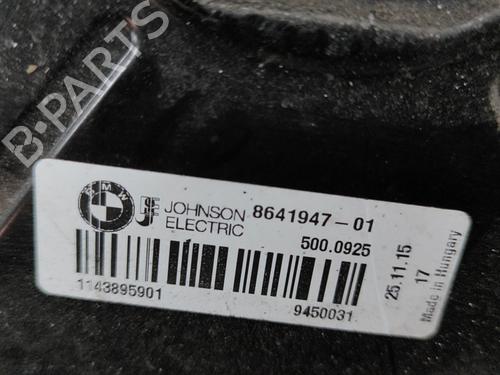 B-PARTS
BMW
JE JOHNSON ELECTRIC
8641947-01
500.0925
1143895901
9450031
25.11.15
17
Made in Hungary